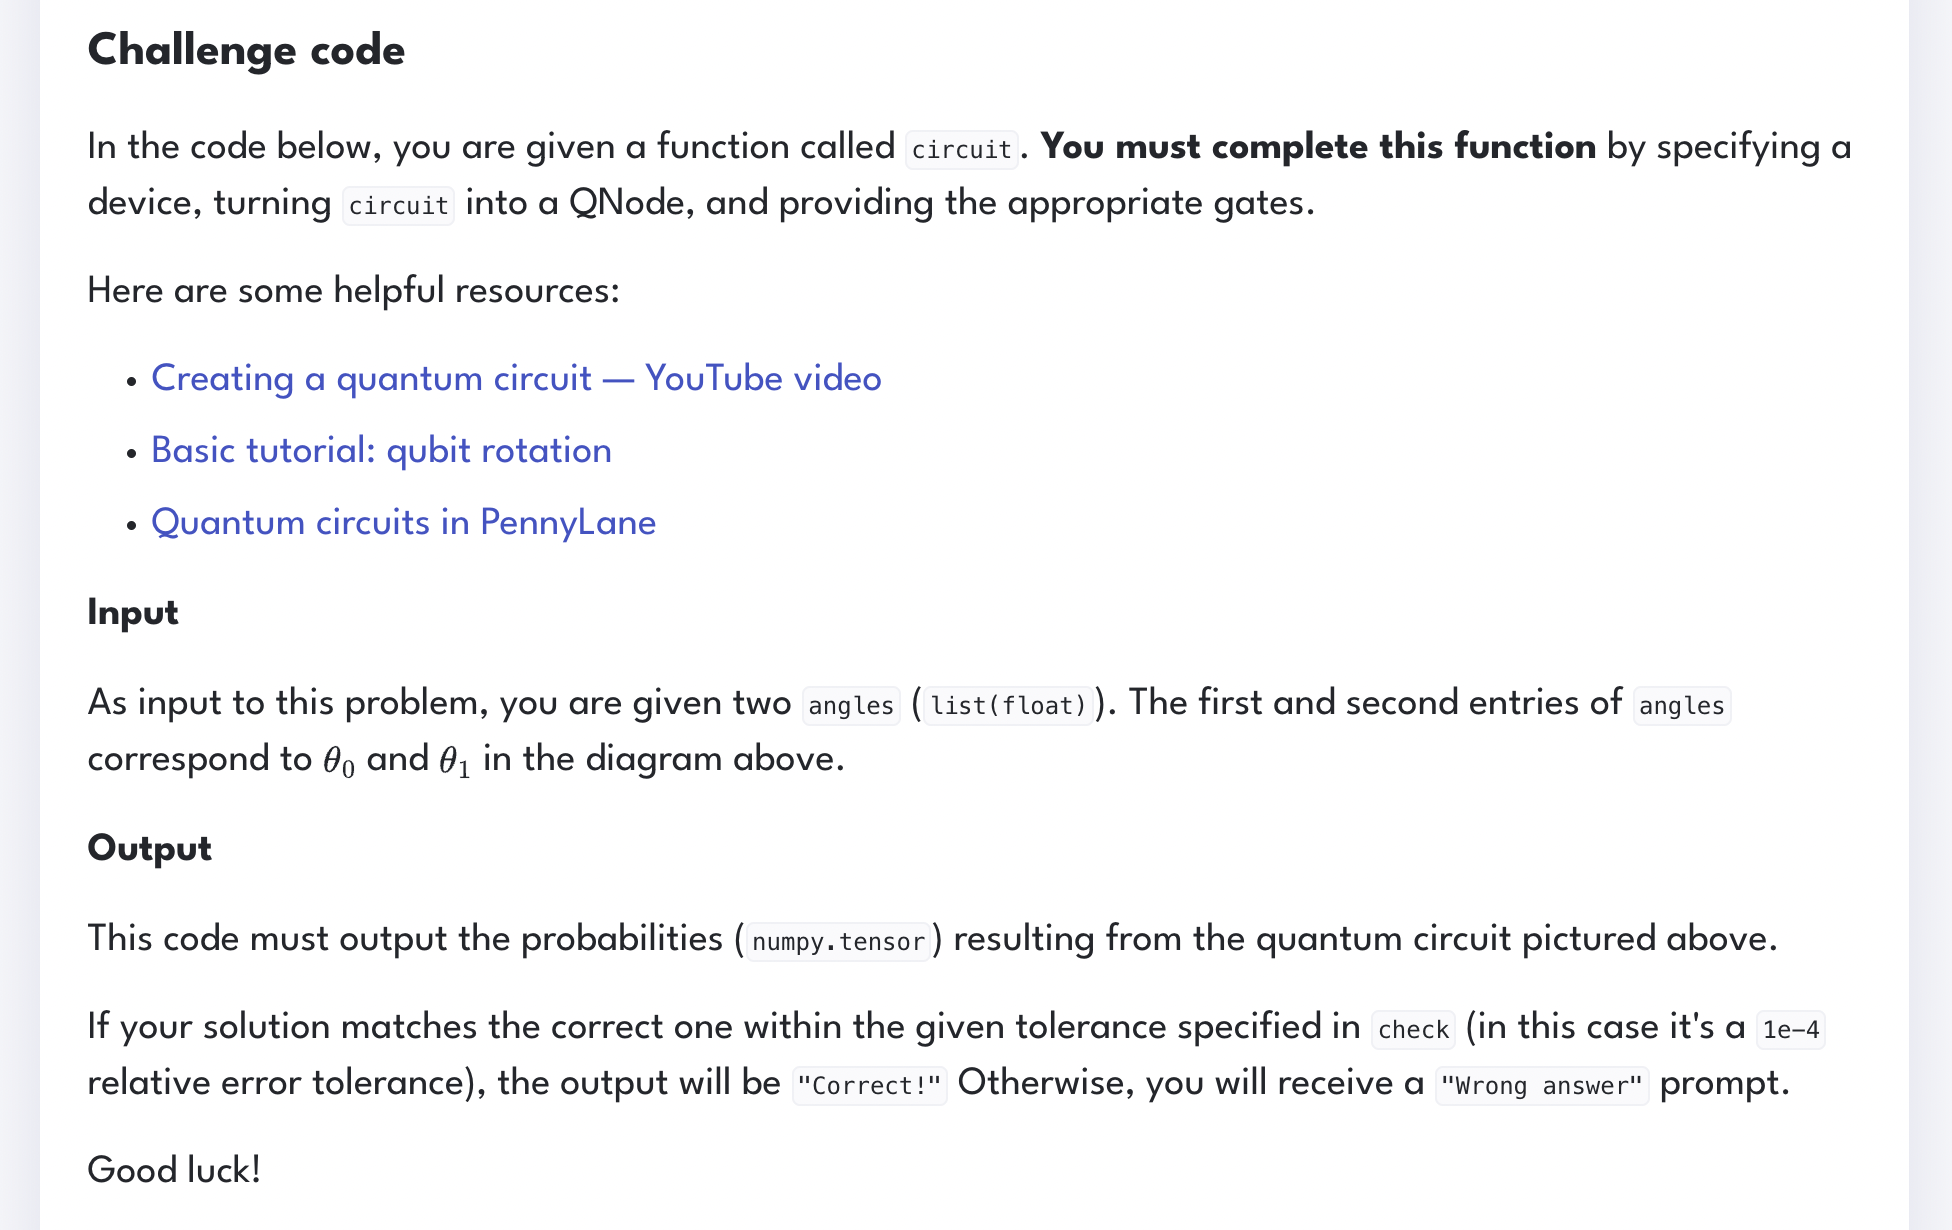 Challenge code
In the code below, you are given a function called circuit. You must complete this function by specifying a
device, turning circuit into a QNode, and providing the appropriate gates.
Here are some helpful resources:
• Creating a quantum circuit — YouTube video
• Basic tutorial: qubit rotation
• Quantum circuits in PennyLane
Input
As input to this problem, you are given two angles (list(float)). The first and second entries of angles
correspond to θ₀ and θ₁ in the diagram above.
Output
This code must output the probabilities (numpy.tensor) resulting from the quantum circuit pictured above.
If your solution matches the correct one within the given tolerance specified in check (in this case it's a 1e-4
relative error tolerance), the output will be "Correct!" Otherwise, you will receive a "Wrong answer" prompt.
Good luck!